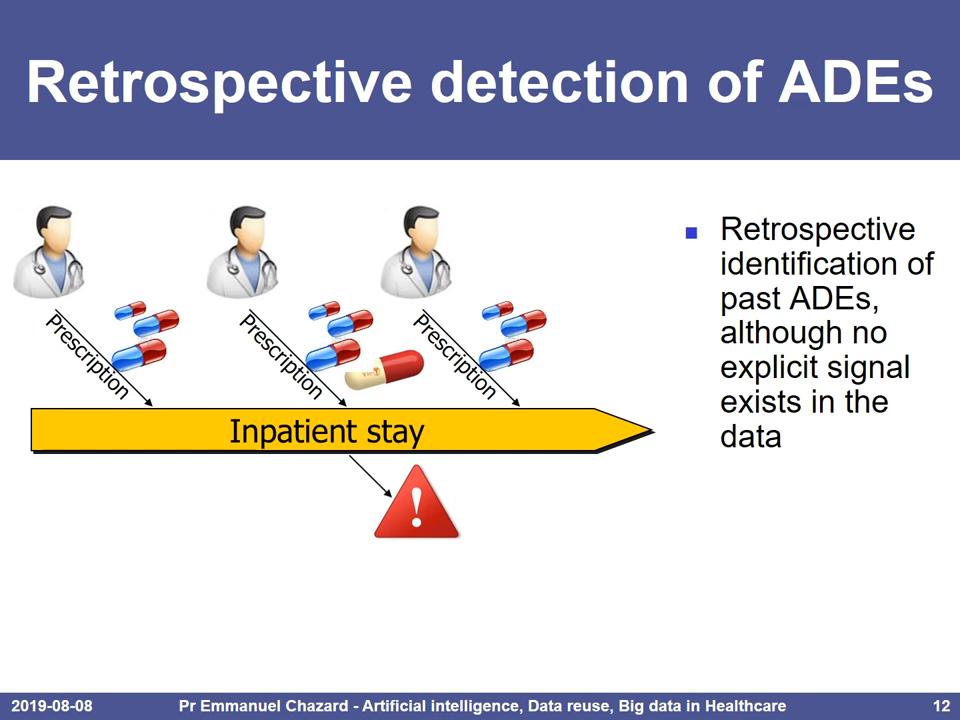 Retrospective detection of ADEs
Prescription
Prescription
Prescription
Inpatient stay
!
■ Retrospective
identification of
past ADEs,
although no
explicit signal
exists in the
data
2019-08-08
Pr Emmanuel Chazard - Artificial intelligence, Data reuse, Big data in Healthcare
12